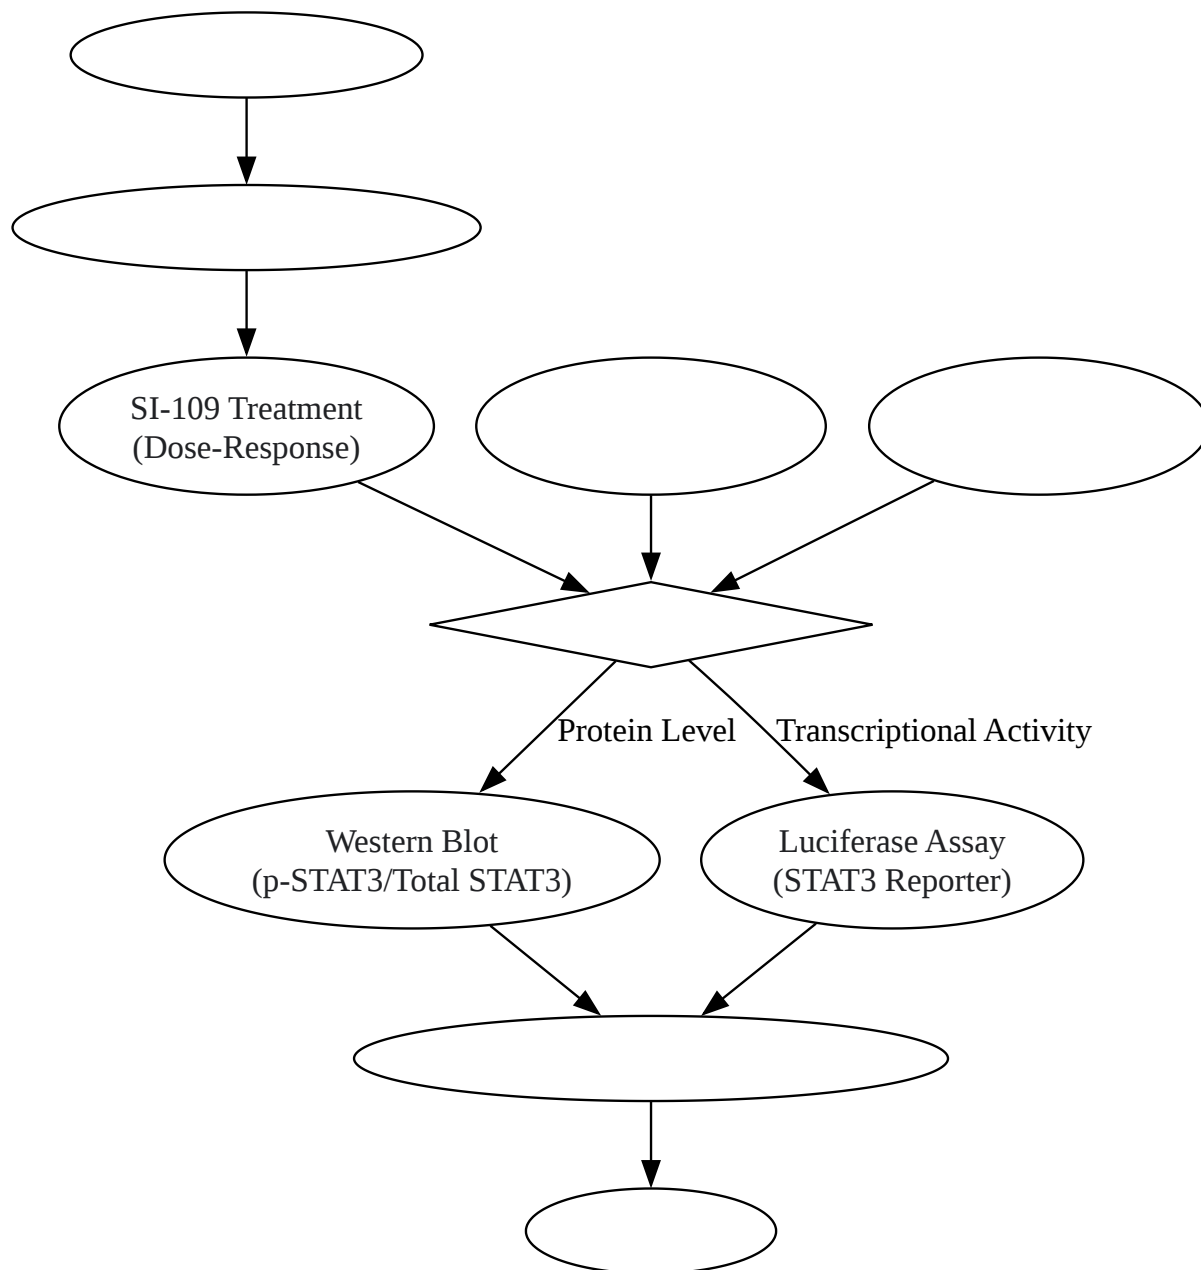 SI-109 Treatment
(Dose-Response)
Protein Level
Transcriptional Activity
Western Blot
(p-STAT3/Total STAT3)
Luciferase Assay
(STAT3 Reporter)